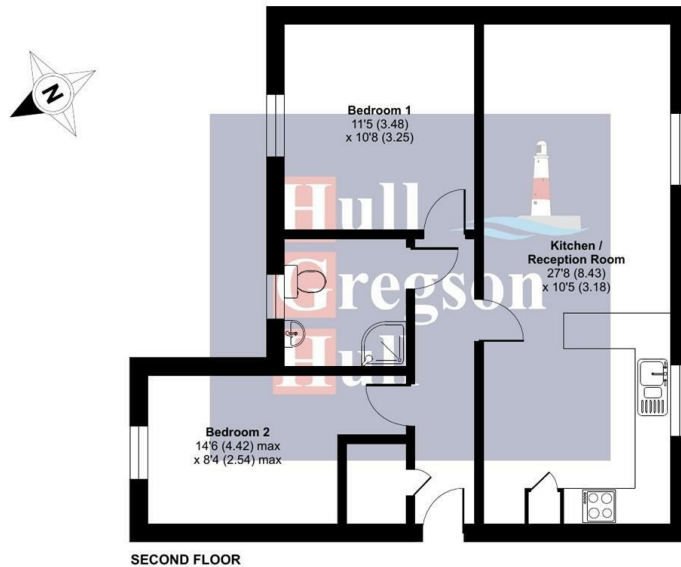 N
Bedroom 1
11'5 (3.48)
x 10'8 (3.25)
Hull
Gregson
Hull
Kitchen /
Reception Room
27'8 (8.43)
x 10'5 (3.18)
Bedroom 2
14'6 (4.42) max
x 8'4 (2.54) max
SECOND FLOOR